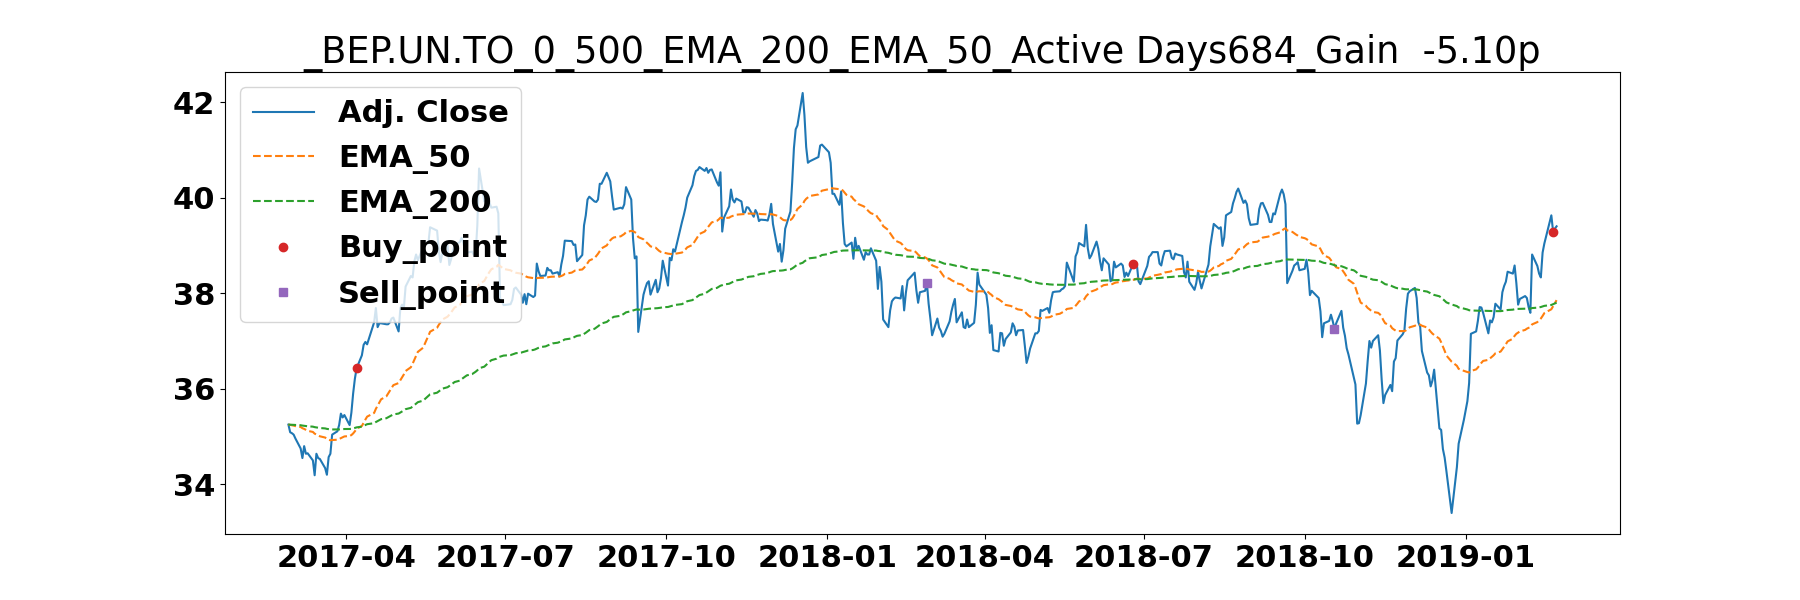 _BEP.UN.TO_0_500_EMA_200_EMA_50_Active Days684_Gain  -5.10p
Adj. Close
EMA_50
EMA_200
Buy_point
Sell_point
42
40
38
36
34
2017-04 2017-07 2017-10 2018-01 2018-04 2018-07 2018-10 2019-01